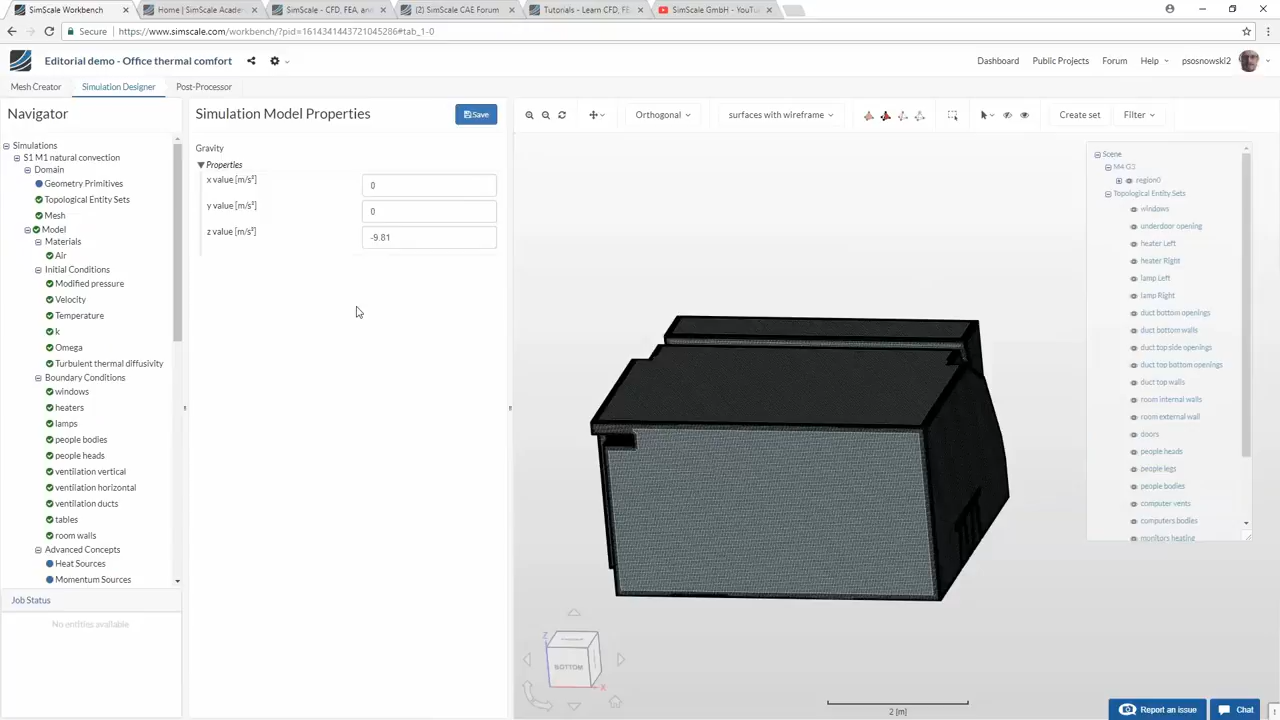 SimScale Workbench
Home | SimScale Acade
SimScale - CFD, FEA, and
(2) SimScale CAE Forum
Tutorials - Learn CFD, FE
SimScale GmbH - YouTu
Secure
https://www.simscale.com/workbench/?pid=1614341443721045286#tab_1-0
Editorial demo - Office thermal comfort
Dashboard
Public Projects
Forum
Help
psosnowski2
Mesh Creator
Simulation Designer
Post-Processor
Navigator
Simulations
S1 M1 natural convection
Domain
Geometry Primitives
Topological Entity Sets
Mesh
Model
Materials
Air
Initial Conditions
Modified pressure
Velocity
Temperature
k
Omega
Turbulent thermal diffusivity
Boundary Conditions
windows
heaters
lamps
people bodies
people heads
ventilation vertical
ventilation horizontal
ventilation ducts
tables
room walls
Advanced Concepts
Heat Sources
Momentum Sources
Job Status
No entities available
Simulation Model Properties
Save
Gravity
Properties
x value [m/s²]
0
y value [m/s²]
0
z value [m/s²]
-9.81
Orthogonal
surfaces with wireframe
Create set
Filter
Scene
M4 G3
region0
Topological Entity Sets
windows
underdoor opening
heater Left
heater Right
lamp Left
lamp Right
duct bottom openings
duct bottom walls
duct top side openings
duct top bottom openings
duct top walls
room internal walls
room external wall
doors
people heads
people legs
people bodies
computer vents
computers bodies
monitors heating
Z
BOTTOM
X
2 [m]
Report an issue
Chat